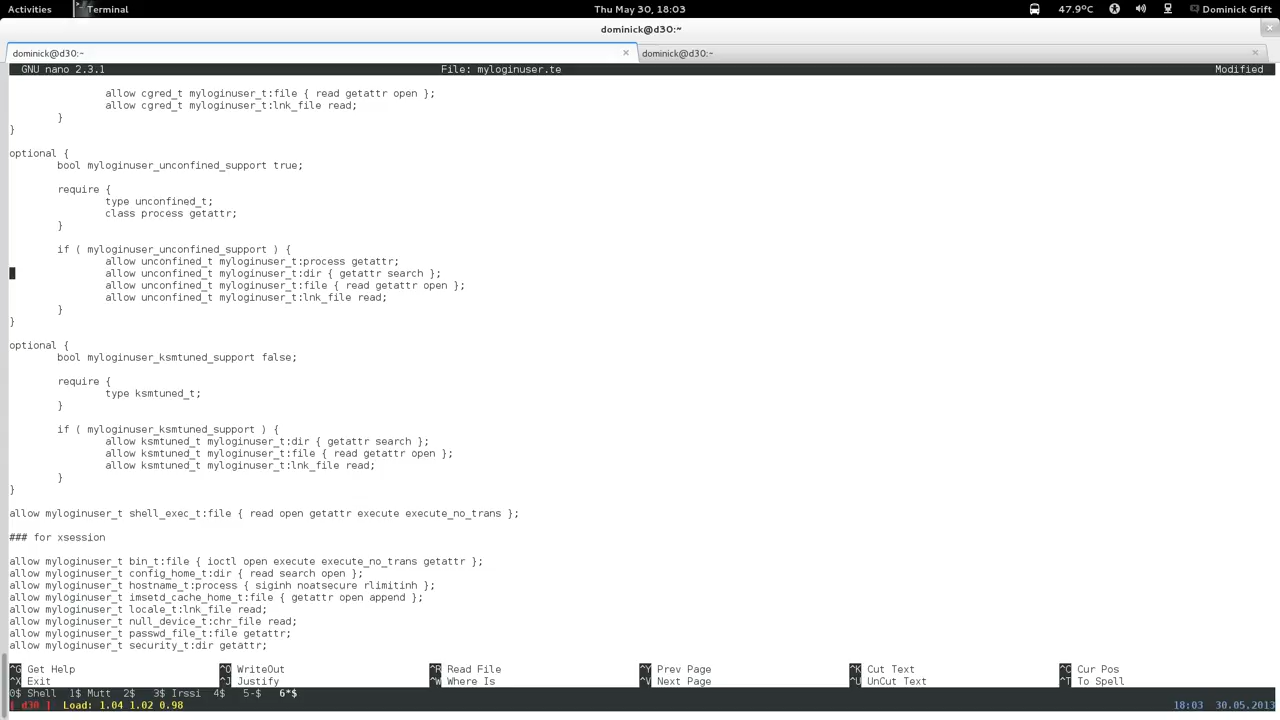 Activities Terminal Thu May 30, 18:03 47.9°C Dominick Grift
dominick@d30:~
dominick@d30:~ × dominick@d30:~ ×
GNU nano 2.3.1 File: myloginuser.te Modified
allow cgred_t myloginuser_t:file { read getattr open };
allow cgred_t myloginuser_t:lnk_file read;
}
}
optional {
bool myloginuser_unconfined_support true;
require {
type unconfined_t;
class process getattr;
}
if ( myloginuser_unconfined_support ) {
allow unconfined_t myloginuser_t:process getattr;
allow unconfined_t myloginuser_t:dir { getattr search };
allow unconfined_t myloginuser_t:file { read getattr open };
allow unconfined_t myloginuser_t:lnk_file read;
}
}
optional {
bool myloginuser_ksmtuned_support false;
require {
type ksmtuned_t;
}
if ( myloginuser_ksmtuned_support ) {
allow ksmtuned_t myloginuser_t:dir { getattr search };
allow ksmtuned_t myloginuser_t:file { read getattr open };
allow ksmtuned_t myloginuser_t:lnk_file read;
}
}
allow myloginuser_t shell_exec_t:file { read open getattr execute execute_no_trans };
### for xsession
allow myloginuser_t bin_t:file { ioctl open execute execute_no_trans getattr };
allow myloginuser_t config_home_t:dir { read search open };
allow myloginuser_t hostname_t:process { siginh noatsecure rlimitinh };
allow myloginuser_t imsetd_cache_home_t:file { getattr open append };
allow myloginuser_t locale_t:lnk_file read;
allow myloginuser_t null_device_t:chr_file read;
allow myloginuser_t passwd_file_t:file getattr;
allow myloginuser_t security_t:dir getattr;
^G Get Help ^O WriteOut ^R Read File ^Y Prev Page ^K Cut Text ^C Cur Pos
^X Exit ^J Justify ^W Where Is ^V Next Page ^U UnCut Text ^T To Spell
0$ Shell 1$ Mutt 2$ 3$ Irssi 4$ 5-$ 6*$
[ d30 ] Load: 1.04 1.02 0.98 18:03 30.05.2013